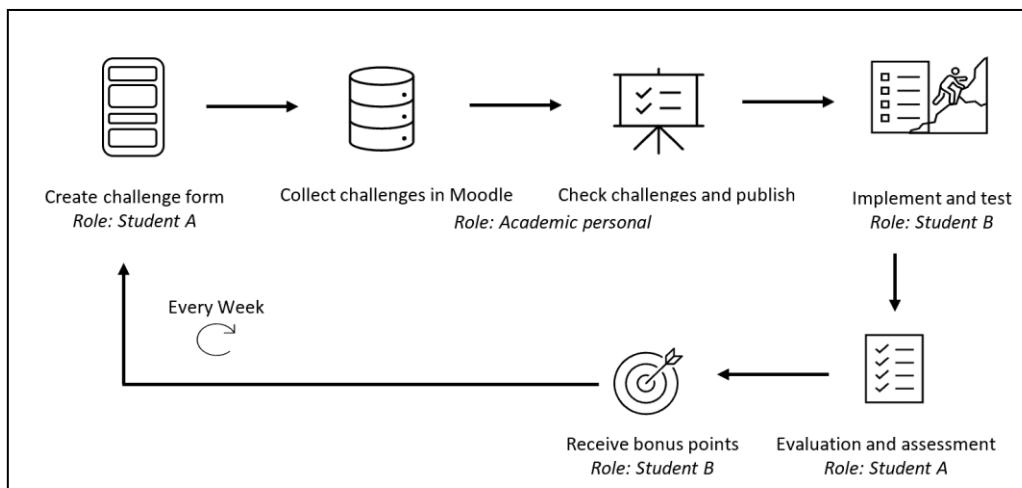 Create challenge form
Role: Student A
Collect challenges in Moodle
Check challenges and publish
Role: Academic personal
Implement and test
Role: Student B
Every Week
Receive bonus points
Role: Student B
Evaluation and assessment
Role: Student A